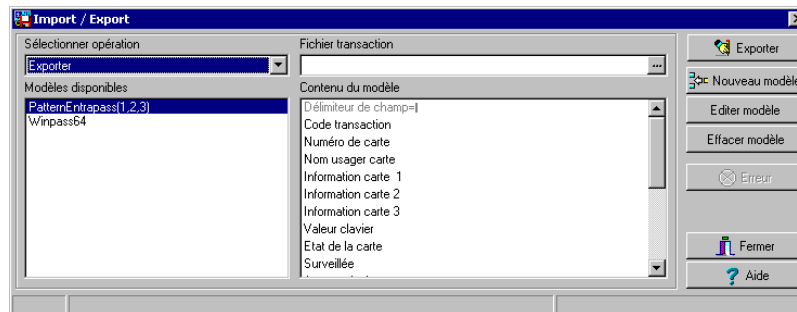 Import / Export
Sélectionner opération
Exporter
Fichier transaction
...
Modèles disponibles
PatternEntrapass(1,2,3)
Winpass64
Contenu du modèle
Délimiteur de champ=|
Code transaction
Numéro de carte
Nom usager carte
Information carte 1
Information carte 2
Information carte 3
Valeur clavier
Etat de la carte
Surveillée
Exporter
Nouveau modèle
Editer modèle
Effacer modèle
Erreur
Fermer
Aide